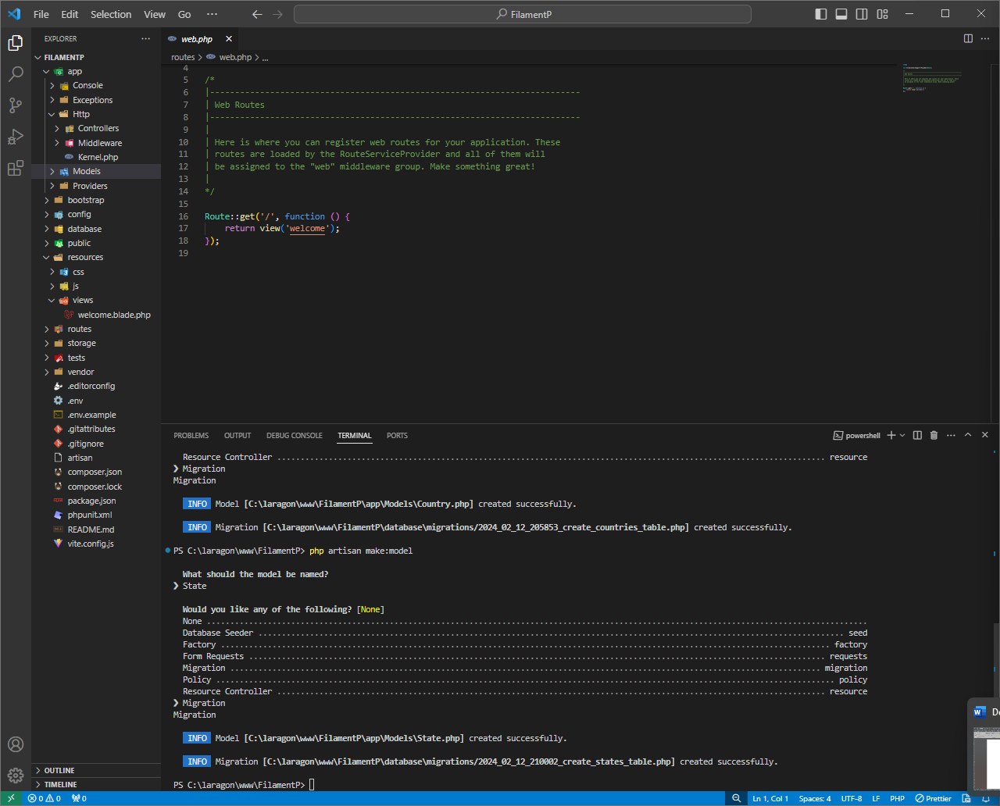 File Edit Selection View Go ··· FilamentP
EXPLORER
FILAMENTP
app
Console
Exceptions
Http
Controllers
Middleware
Kernel.php
Models
Providers
bootstrap
config
database
public
resources
css
js
views
welcome.blade.php
routes
storage
tests
vendor
.editorconfig
.env
.env.example
.gitattributes
.gitignore
artisan
composer.json
composer.lock
package.json
phpunit.xml
README.md
vite.config.js
OUTLINE
TIMELINE
web.php
routes > web.php > ...
4
5 /*
6 |--------------------------------------------------------------------------
7 | Web Routes
8 |--------------------------------------------------------------------------
9 |
10 | Here is where you can register web routes for your application. These
11 | routes are loaded by the RouteServiceProvider and all of them will
12 | be assigned to the "web" middleware group. Make something great!
13 |
14 */
15
16 Route::get('/', function () {
17 return view('welcome');
18 });
19
PROBLEMS OUTPUT DEBUG CONSOLE TERMINAL PORTS powershell
Resource Controller ........ resource
❯ Migration
Migration
INFO Model [C:\laragon\www\FilamentP\app\Models\Country.php] created successfully.
INFO Migration [C:\laragon\www\FilamentP\database\migrations/2024_02_12_205853_create_countries_table.php] created successfully.
PS C:\laragon\www\FilamentP> php artisan make:model
What should the model be named?
❯ State
Would you like any of the following? [None]
None ........
Database Seeder ........ seed
Factory ........ factory
Form Requests ........ requests
Migration ........ migration
Policy ........ policy
Resource Controller ........ resource
❯ Migration
Migration
INFO Model [C:\laragon\www\FilamentP\app\Models\State.php] created successfully.
INFO Migration [C:\laragon\www\FilamentP\database\migrations/2024_02_12_210002_create_states_table.php] created successfully.
PS C:\laragon\www\FilamentP>
0 0 0 Ln 1, Col 1 Spaces: 4 UTF-8 LF PHP Prettier